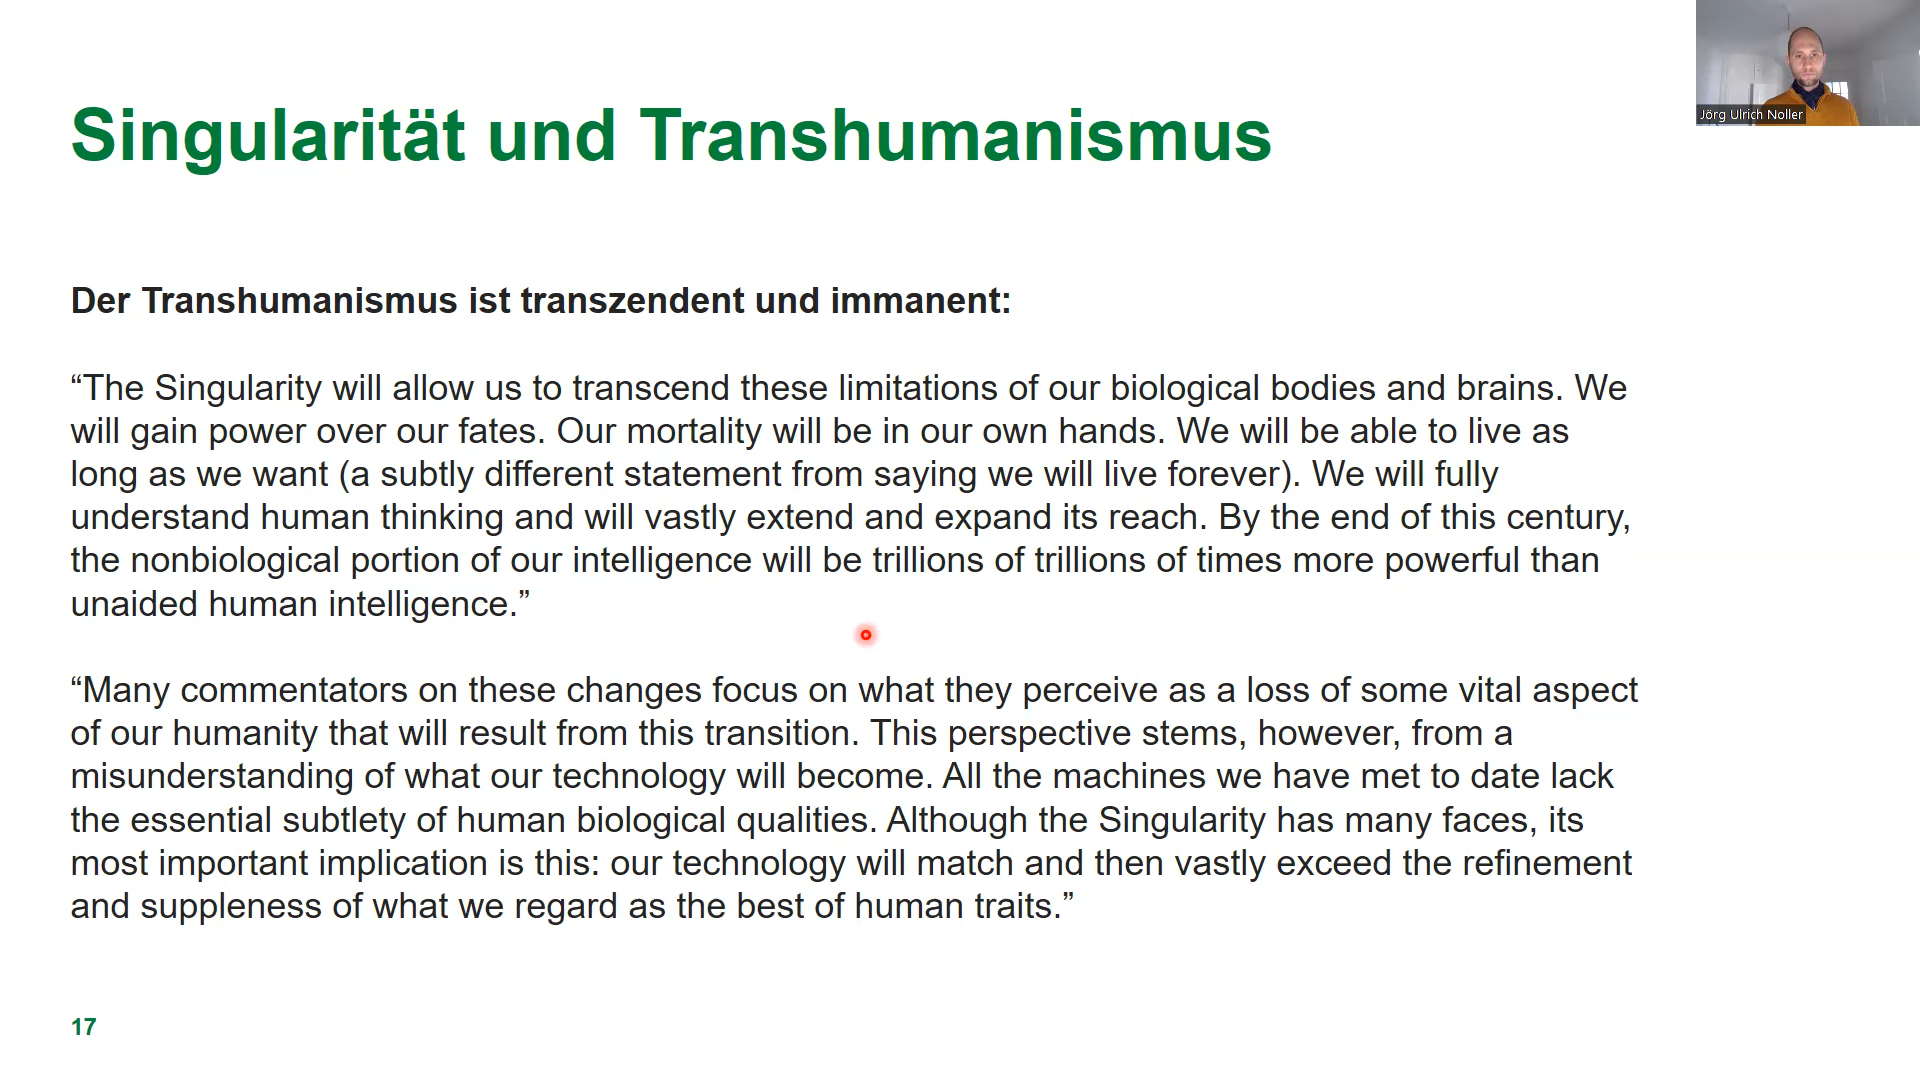 Singularität und Transhumanismus
Jörg Ulrich Noller
Der Transhumanismus ist transzendent und immanent:
“The Singularity will allow us to transcend these limitations of our biological bodies and brains. We
will gain power over our fates. Our mortality will be in our own hands. We will be able to live as
long as we want (a subtly different statement from saying we will live forever). We will fully
understand human thinking and will vastly extend and expand its reach. By the end of this century,
the nonbiological portion of our intelligence will be trillions of trillions of times more powerful than
unaided human intelligence.”
“Many commentators on these changes focus on what they perceive as a loss of some vital aspect
of our humanity that will result from this transition. This perspective stems, however, from a
misunderstanding of what our technology will become. All the machines we have met to date lack
the essential subtlety of human biological qualities. Although the Singularity has many faces, its
most important implication is this: our technology will match and then vastly exceed the refinement
and suppleness of what we regard as the best of human traits.”
17